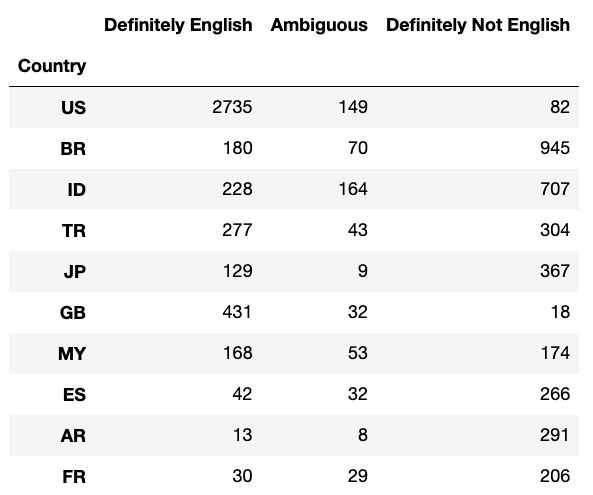 Definitely English Ambiguous Definitely Not English
Country
US 2735 149 82
BR 180 70 945
ID 228 164 707
TR 277 43 304
JP 129 9 367
GB 431 32 18
MY 168 53 174
ES 42 32 266
AR 13 8 291
FR 30 29 206